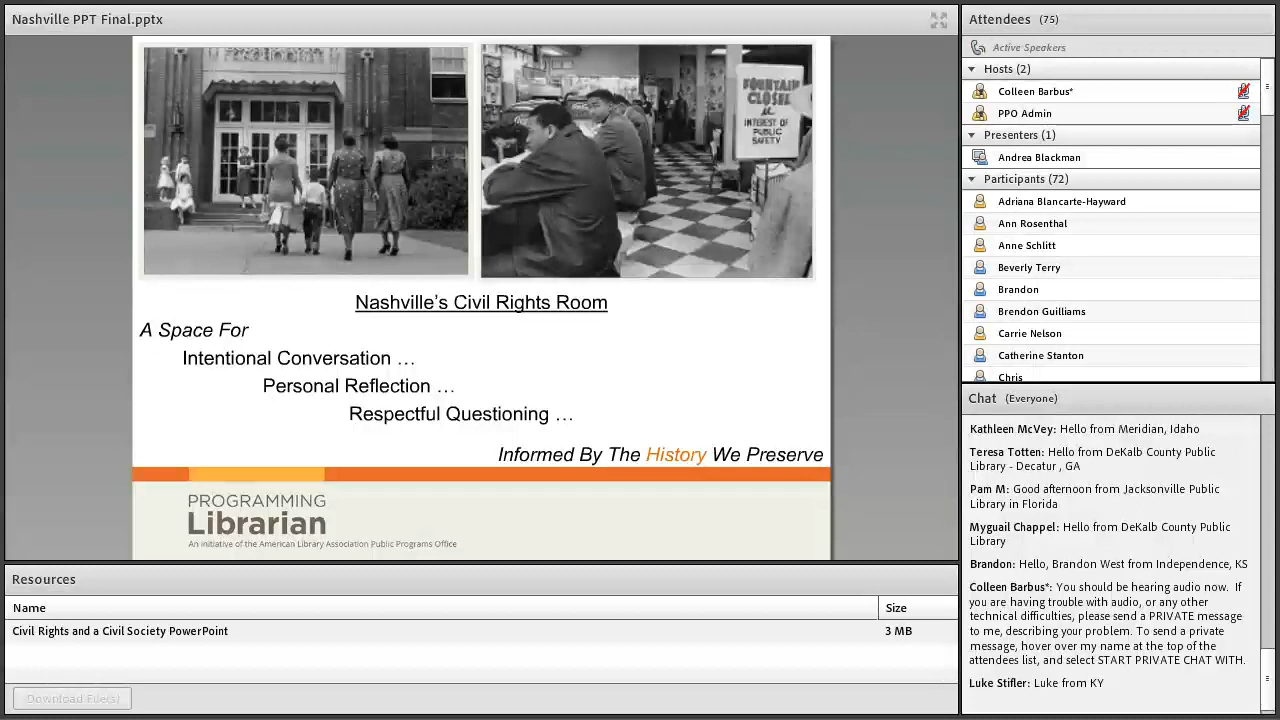 Nashville PPT Final.pptx
FOUNTAIN
CLOSED
IN
INTEREST OF
PUBLIC
SAFETY
Nashville’s Civil Rights Room
A Space For
Intentional Conversation …
Personal Reflection …
Respectful Questioning …
Informed By The History We Preserve
PROGRAMMING
Librarian
An initiative of the American Library Association Public Programs Office
Resources
Name Size
Civil Rights and a Civil Society PowerPoint 3 MB
Download File(s)
Attendees (75)
Active Speakers
Hosts (2)
Colleen Barbus*
PPO Admin
Presenters (1)
Andrea Blackman
Participants (72)
Adriana Blancarte-Hayward
Ann Rosenthal
Anne Schlitt
Beverly Terry
Brandon
Brendon Guilliams
Carrie Nelson
Catherine Stanton
Chris
Chat (Everyone)
Kathleen McVey: Hello from Meridian, Idaho
Teresa Totten: Hello from DeKalb County Public
Library - Decatur , GA
Pam M: Good afternoon from Jacksonville Public
Library in Florida
Myguail Chappel: Hello from DeKalb County Public
Library
Brandon: Hello, Brandon West from Independence, KS
Colleen Barbus*: You should be hearing audio now. If
you are having trouble with audio, or any other
technical difficulties, please send a PRIVATE message
to me, describing your problem. To send a private
message, hover over my name at the top of the
attendees list, and select START PRIVATE CHAT WITH.
Luke Stifler: Luke from KY